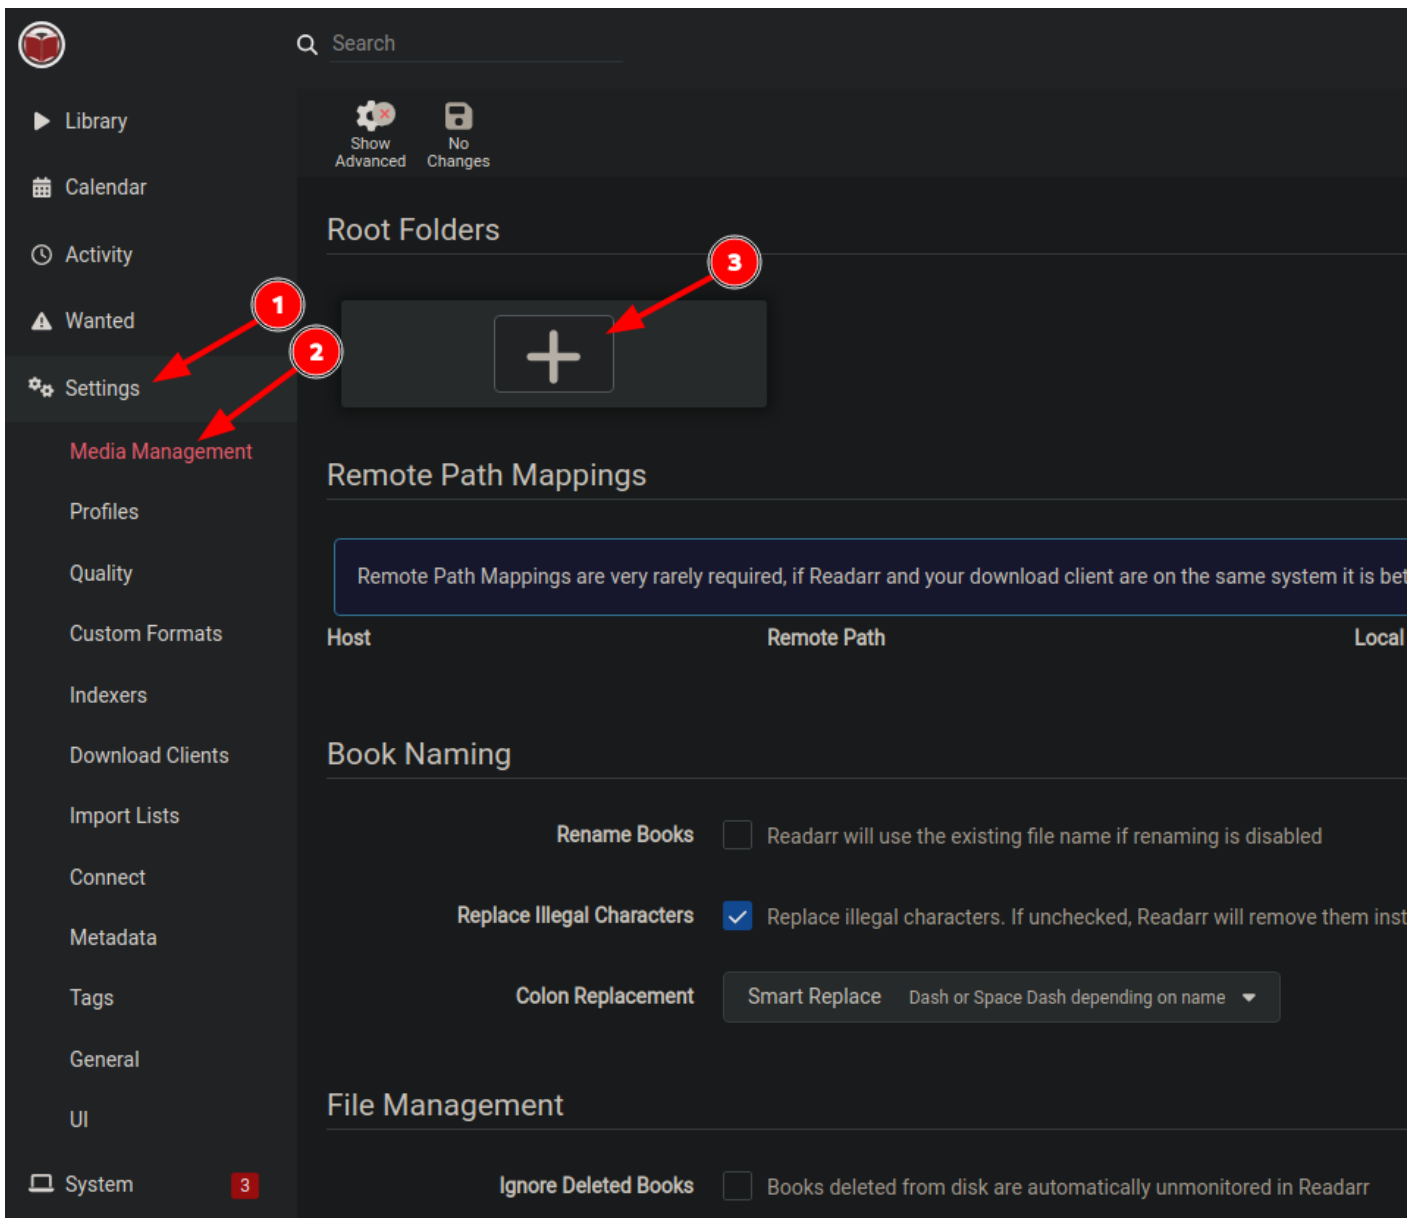 Search
Library
Calendar
Activity
Wanted
Settings
Media Management
Profiles
Quality
Custom Formats
Indexers
Download Clients
Import Lists
Connect
Metadata
Tags
General
UI
System 3
Show
Advanced
No
Changes
Root Folders
1
2
3
Remote Path Mappings
Remote Path Mappings are very rarely required, if Readarr and your download client are on the same system it is bet
Host Remote Path Local
Book Naming
Rename Books Readarr will use the existing file name if renaming is disabled
Replace Illegal Characters Replace illegal characters. If unchecked, Readarr will remove them inst
Colon Replacement Smart Replace Dash or Space Dash depending on name
File Management
Ignore Deleted Books Books deleted from disk are automatically unmonitored in Readarr